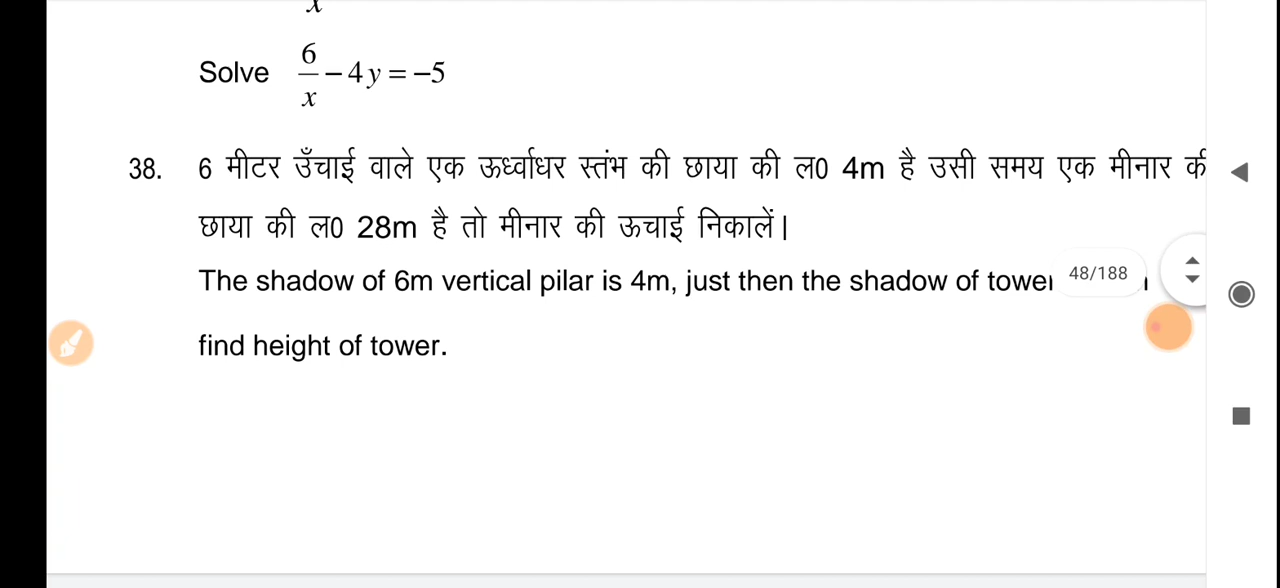 x
Solve 6/x − 4y = −5
38. 6 मीटर उँचाई वाले एक ऊर्ध्वाधर स्तंभ की छाया की ल0 4m है उसी समय एक मीनार की
छाया की ल0 28m है तो मीनार की ऊचाई निकालें|
The shadow of 6m vertical pilar is 4m, just then the shadow of tower
48/188
find height of tower.